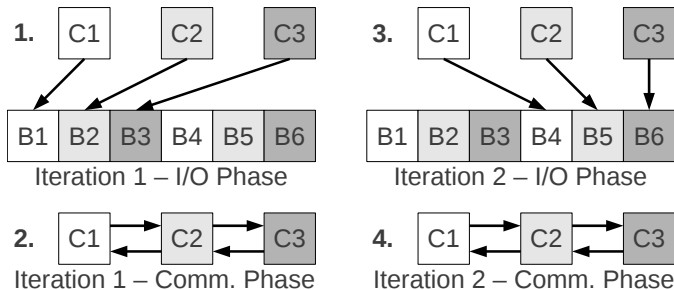 1. C1 C2 C3
B1 B2 B3 B4 B5 B6
Iteration 1 – I/O Phase
2. C1 C2 C3
Iteration 1 – Comm. Phase
3. C1 C2 C3
B1 B2 B3 B4 B5 B6
Iteration 2 – I/O Phase
4. C1 C2 C3
Iteration 2 – Comm. Phase